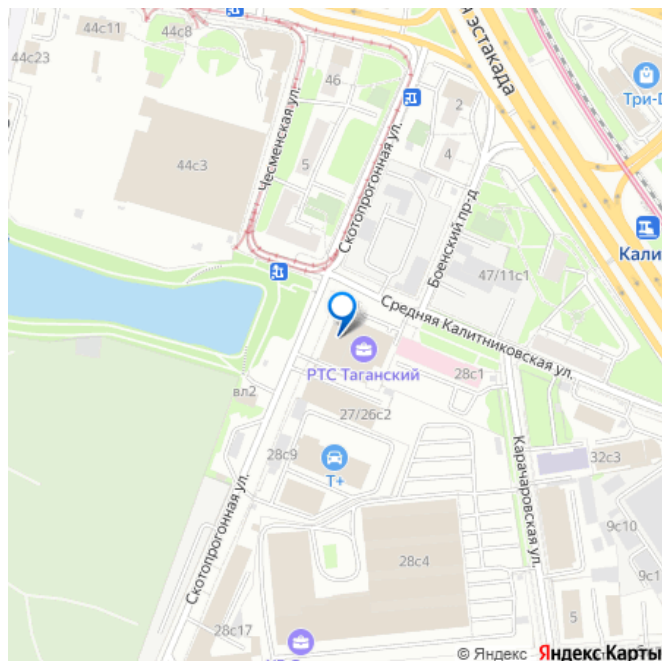 44с11
44с8
44с23
я эстакада
46
2
Три-D
Чесменская ул.
44с3
5
4
Скотопрогонная ул.
Боенский пр-д
47/11с1
Кали
Средняя Калитниковская ул.
РТС Таганский
28с1
вл2
27/26с2
28с9
Т+
32с3
Скотопрогонная ул.
Карачаровская ул.
9с10
28с4
9с1
5
28с17
© Яндекс Яндекс Карты